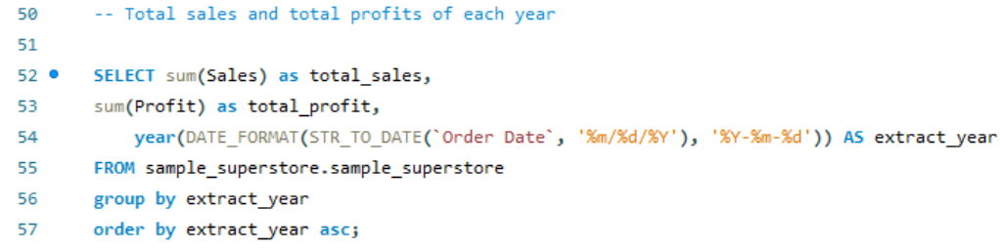 50 -- Total sales and total profits of each year
51
52 SELECT sum(Sales) as total_sales,
53 sum(Profit) as total_profit,
54 year(DATE_FORMAT(STR_TO_DATE(`Order Date`, '%m/%d/%Y'), '%Y-%m-%d')) AS extract_year
55 FROM sample_superstore.sample_superstore
56 group by extract_year
57 order by extract_year asc;